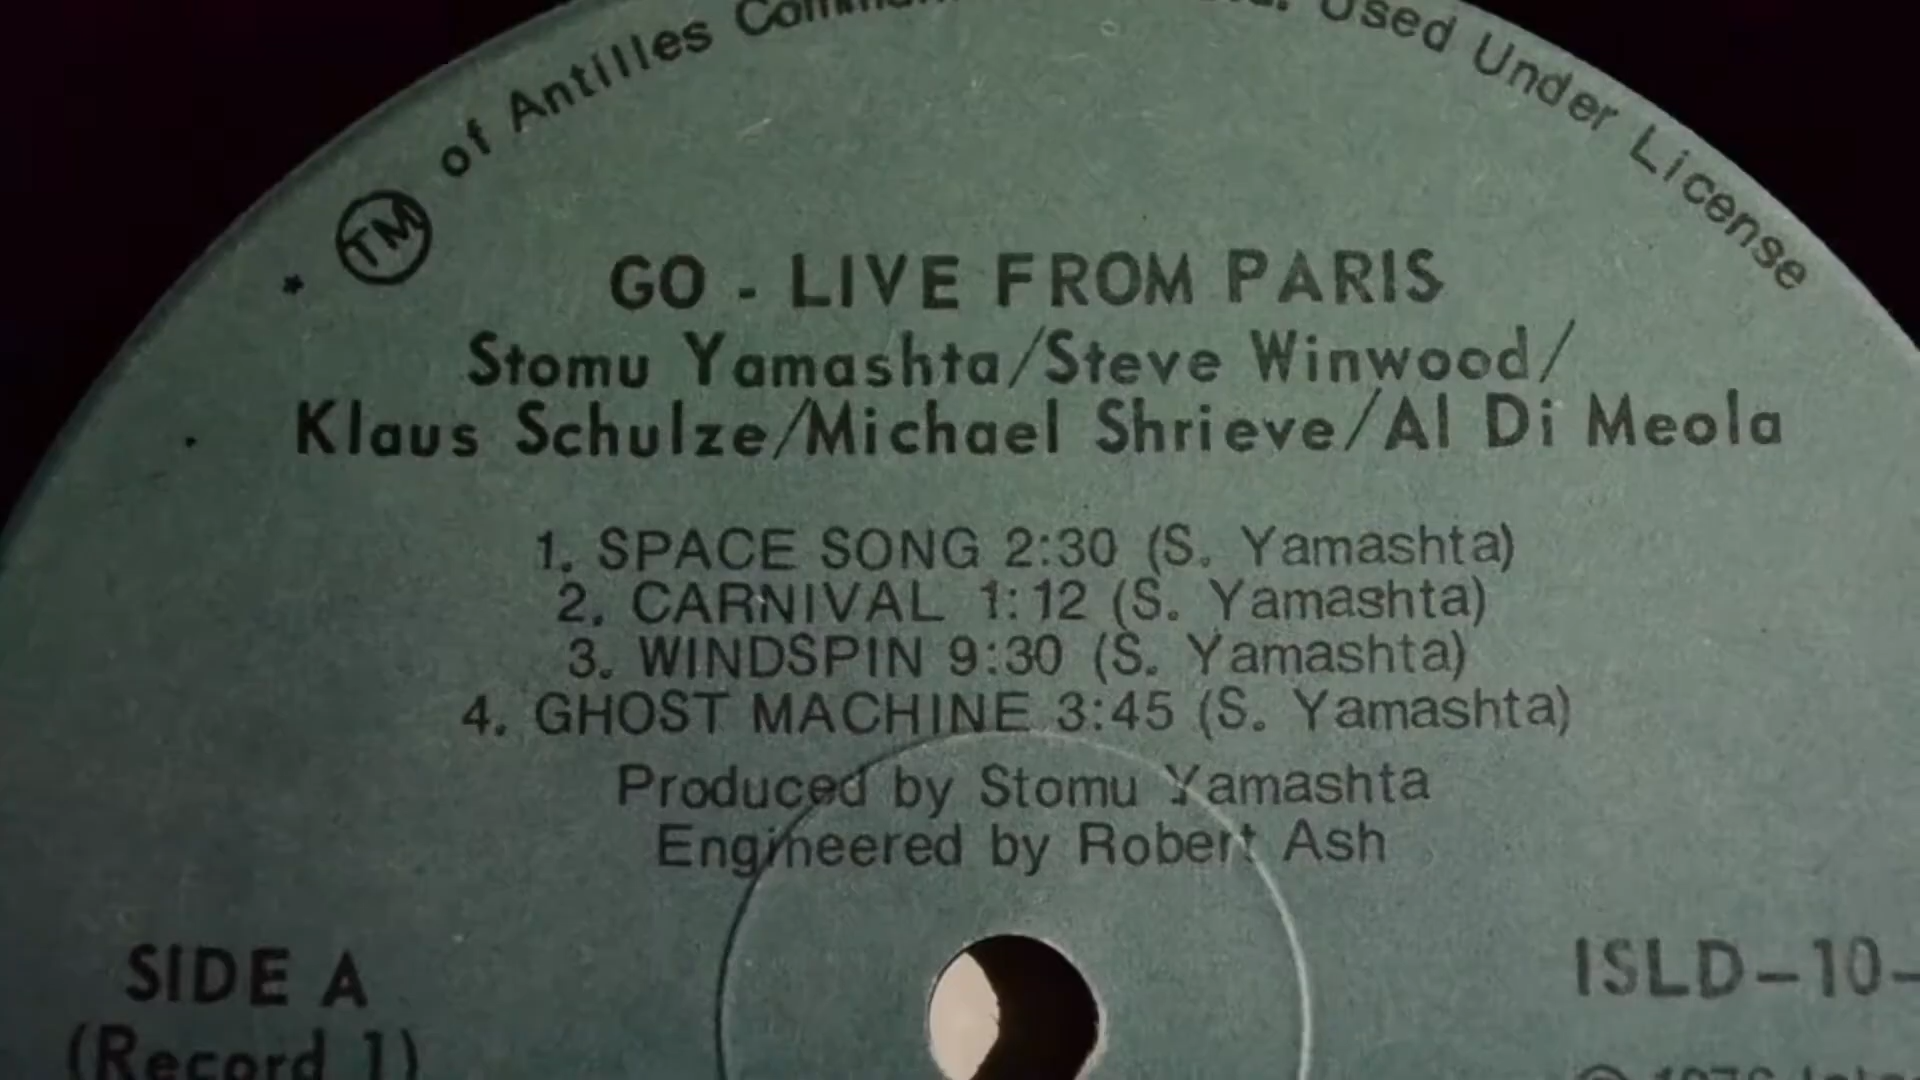 TM of Antilles Used Under License
GO - LIVE FROM PARIS
Stomu Yamashta/Steve Winwood/
Klaus Schulze/Michael Shrieve/Al Di Meola
1. SPACE SONG 2:30 (S. Yamashta)
2. CARNIVAL 1:12 (S. Yamashta)
3. WINDSPIN 9:30 (S. Yamashta)
4. GHOST MACHINE 3:45 (S. Yamashta)
Produced by Stomu Yamashta
Engineered by Robert Ash
SIDE A
(Record 1)
ISLD-10-